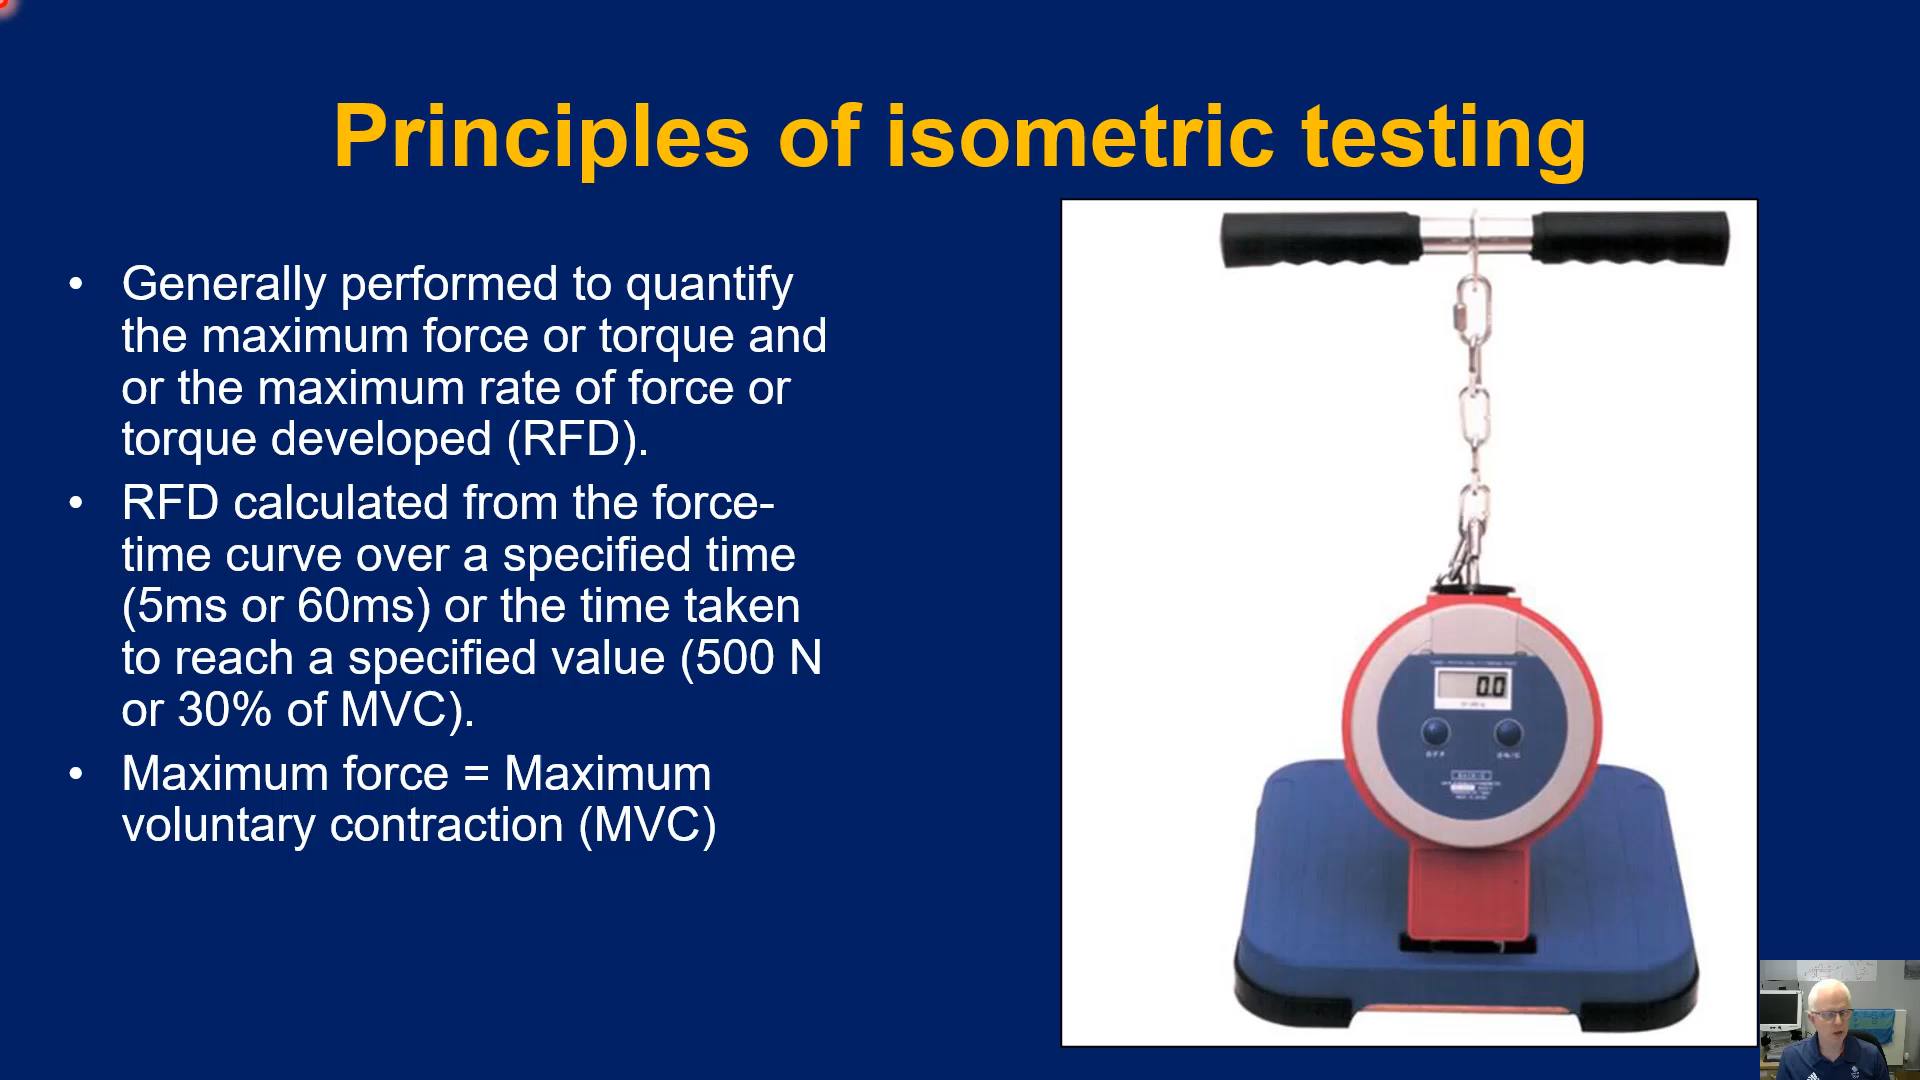 Principles of isometric testing
• Generally performed to quantify
the maximum force or torque and
or the maximum rate of force or
torque developed (RFD).
• RFD calculated from the force-
time curve over a specified time
(5ms or 60ms) or the time taken
to reach a specified value (500 N
or 30% of MVC).
• Maximum force = Maximum
voluntary contraction (MVC)
0.0
OFF